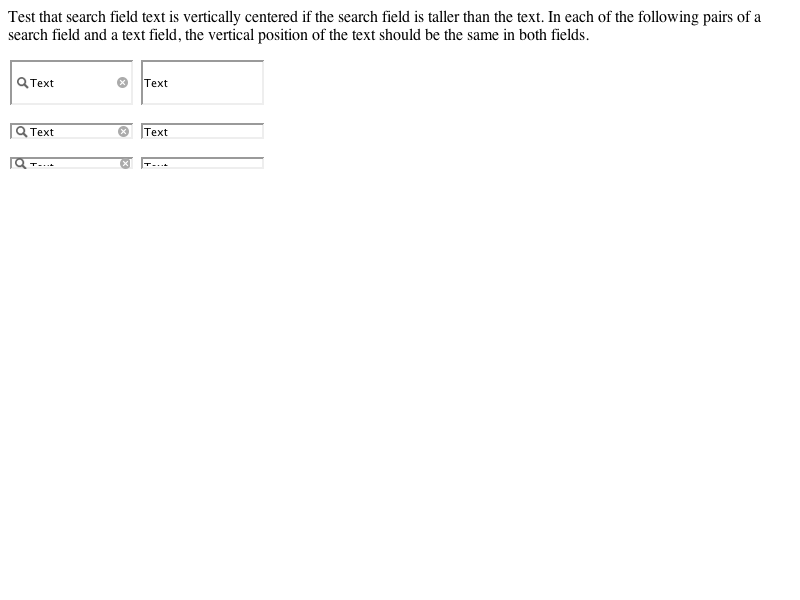 Test that search field text is vertically centered if the search field is taller than the text. In each of the following pairs of a
search field and a text field, the vertical position of the text should be the same in both fields.
Text Text
Text Text